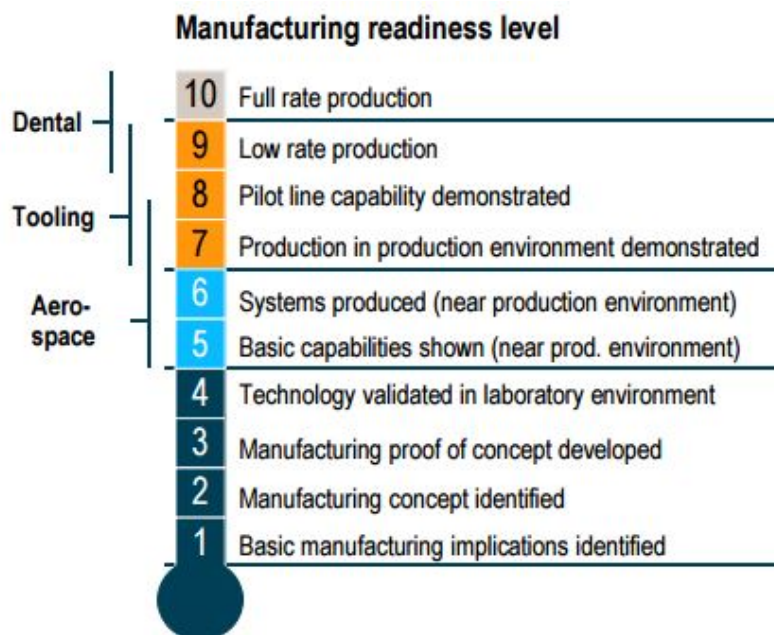 Manufacturing readiness level
Dental
Tooling
Aero-
space
10 Full rate production
9 Low rate production
8 Pilot line capability demonstrated
7 Production in production environment demonstrated
6 Systems produced (near production environment)
5 Basic capabilities shown (near prod. environment)
4 Technology validated in laboratory environment
3 Manufacturing proof of concept developed
2 Manufacturing concept identified
1 Basic manufacturing implications identified